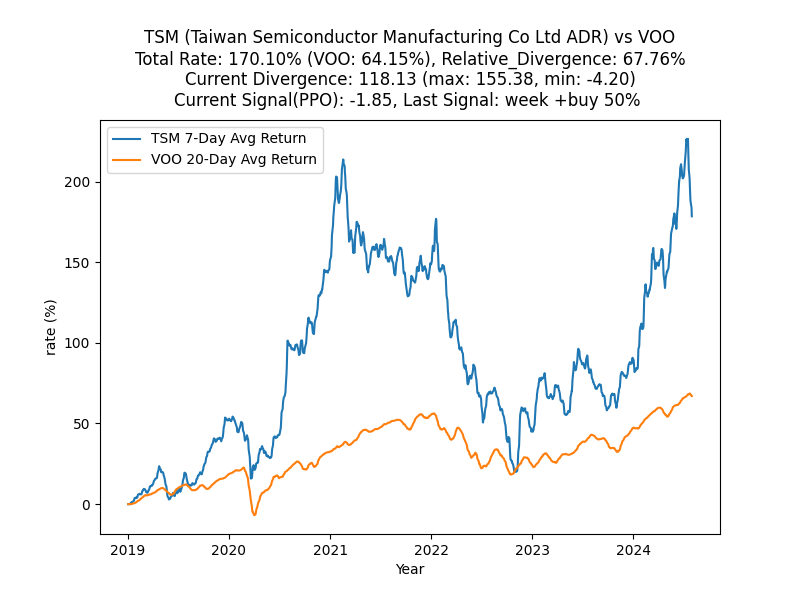 TSM (Taiwan Semiconductor Manufacturing Co Ltd ADR) vs VOO
Total Rate: 170.10% (VOO: 64.15%), Relative_Divergence: 67.76%
Current Divergence: 118.13 (max: 155.38, min: -4.20)
Current Signal(PPO): -1.85, Last Signal: week +buy 50%
TSM 7-Day Avg Return
VOO 20-Day Avg Return
rate (%)
200
150
100
50
0
2019 2020 2021 2022 2023 2024
Year